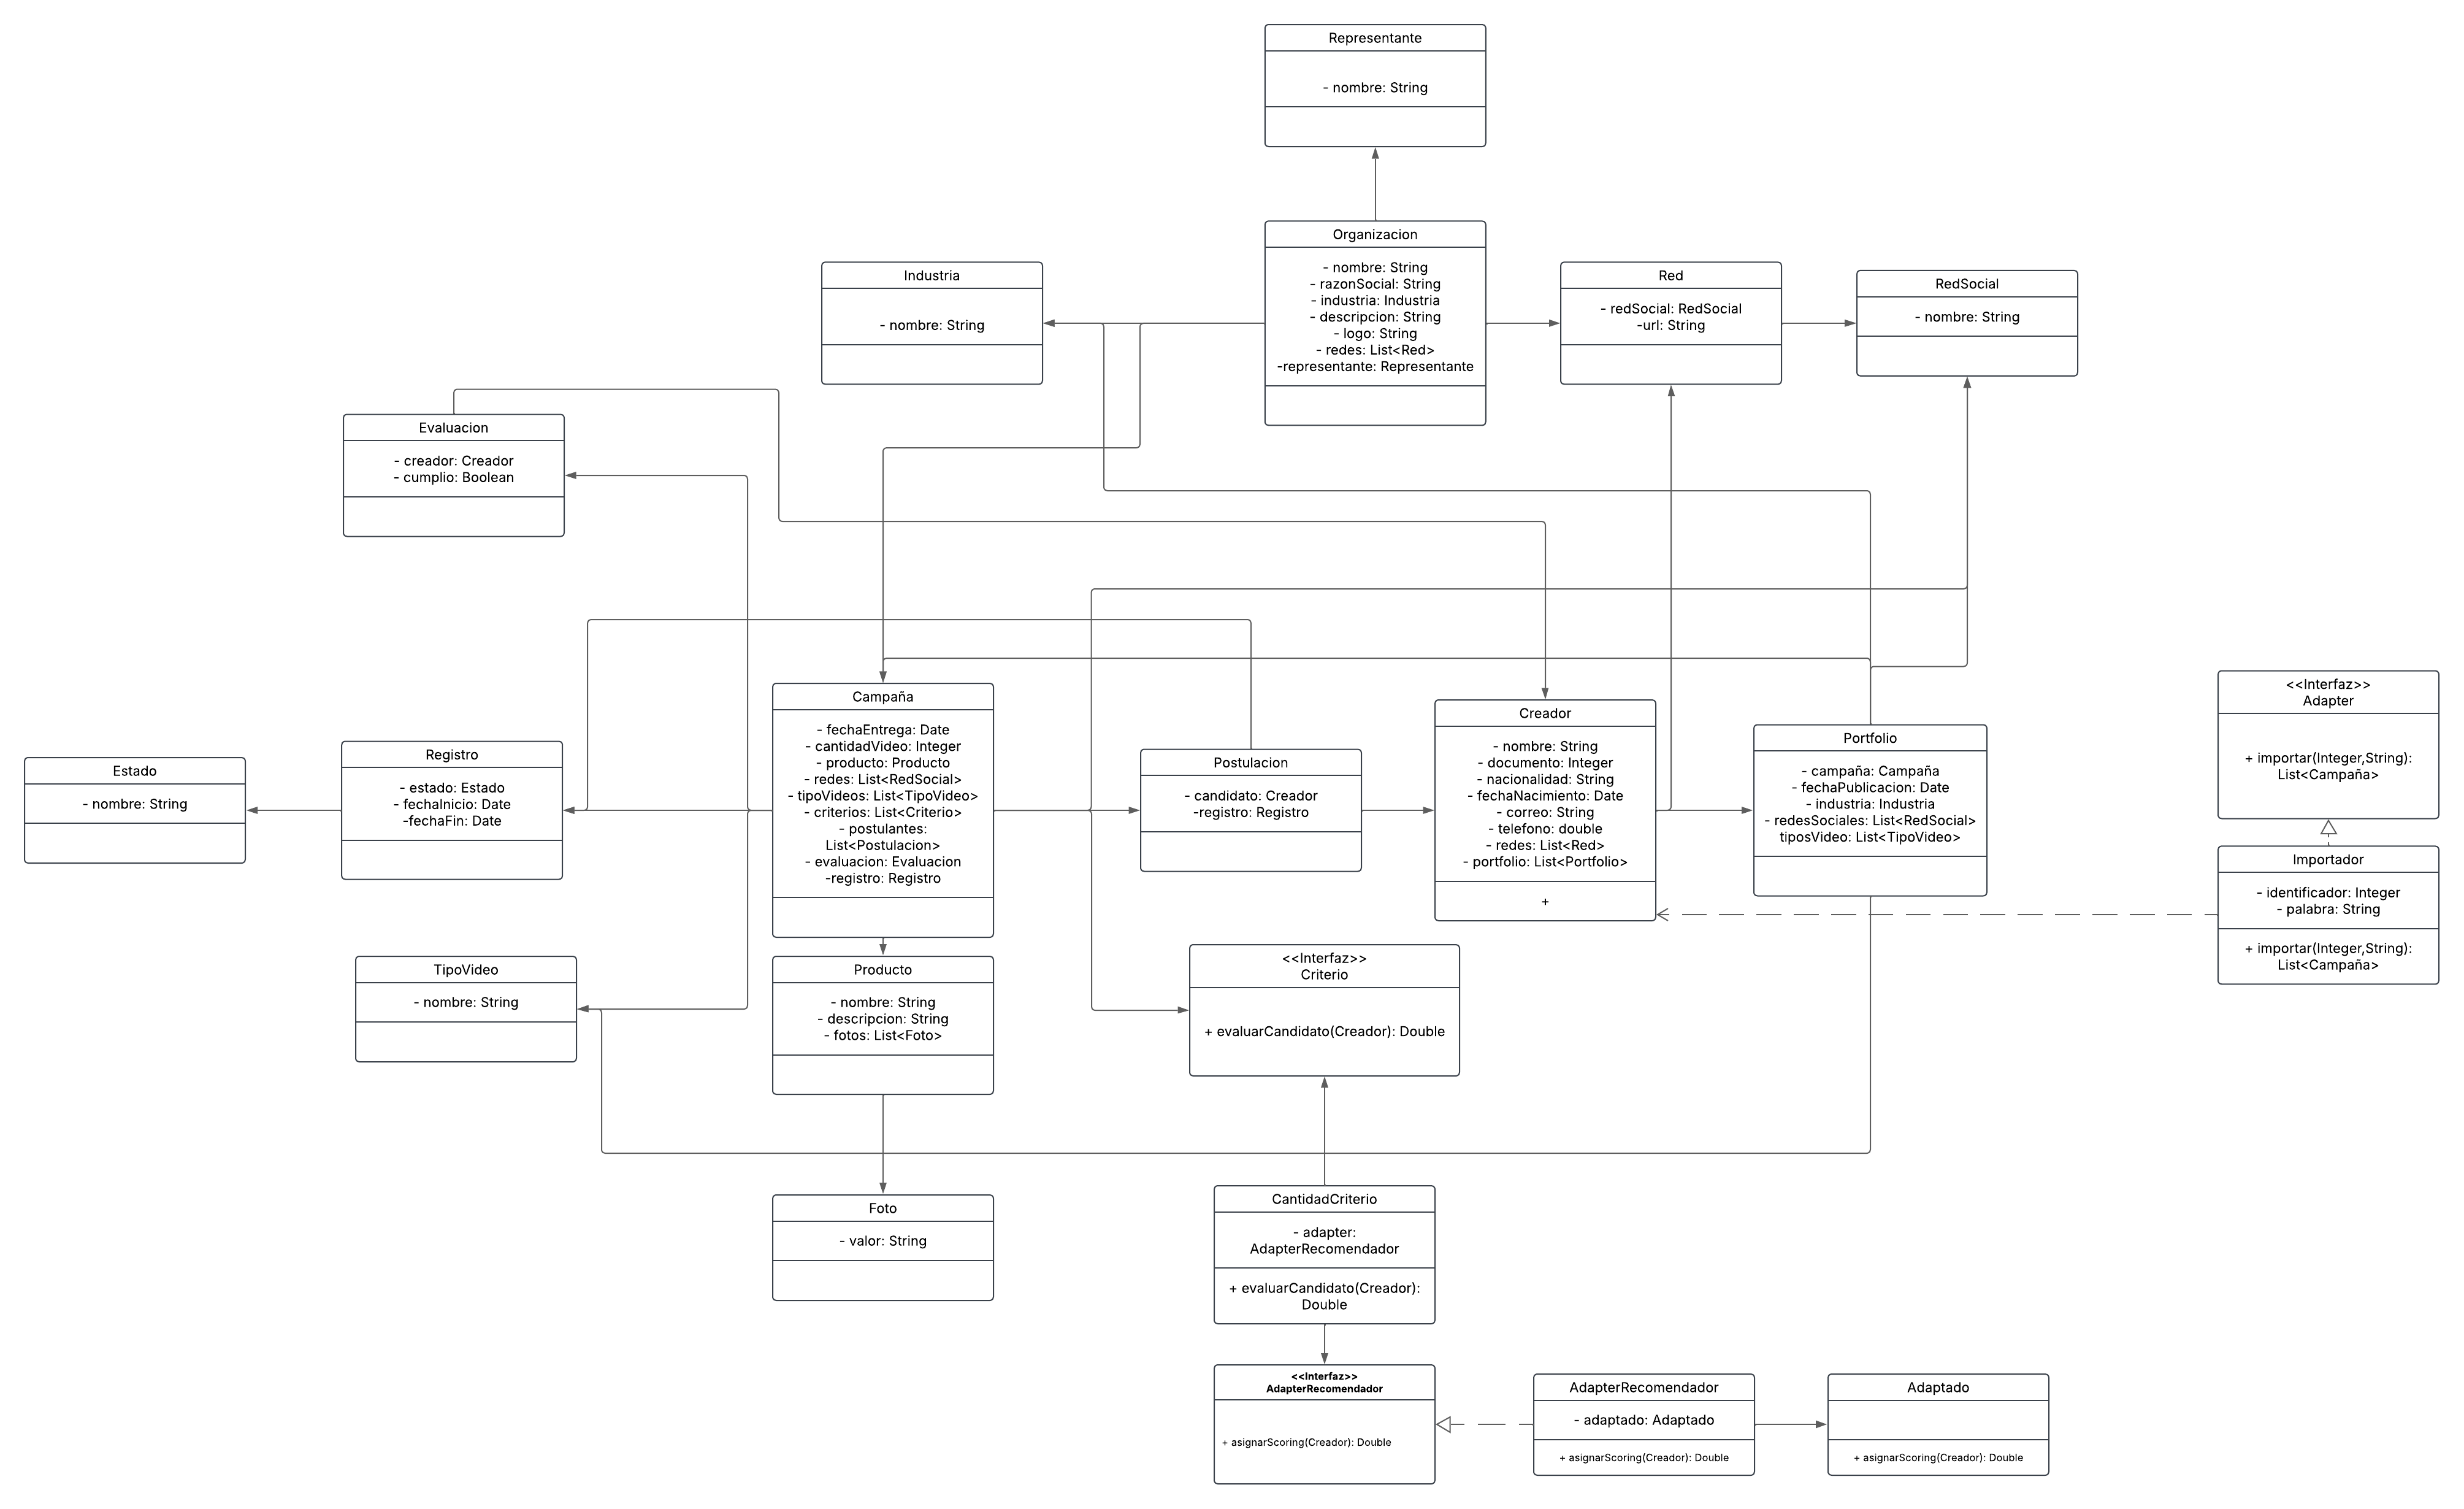 Representante
- nombre: String
Organizacion
- nombre: String
- razonSocial: String
- industria: Industria
- descripcion: String
- logo: String
- redes: List<Red>
-representante: Representante
Industria
- nombre: String
Red
- redSocial: RedSocial
-url: String
RedSocial
- nombre: String
Evaluacion
- creador: Creador
- cumplio: Boolean
Estado
- nombre: String
Registro
- estado: Estado
- fechaInicio: Date
-fechaFin: Date
Campaña
- fechaEntrega: Date
- cantidadVideo: Integer
- producto: Producto
- redes: List<RedSocial>
- tipoVideos: List<TipoVideo>
- criterios: List<Criterio>
- postulantes:
List<Postulacion>
- evaluacion: Evaluacion
-registro: Registro
Postulacion
- candidato: Creador
-registro: Registro
Creador
- nombre: String
- documento: Integer
- nacionalidad: String
- fechaNacimiento: Date
- correo: String
- telefono: double
- redes: List<Red>
- portfolio: List<Portfolio>
+
Portfolio
- campaña: Campaña
- fechaPublicacion: Date
- industria: Industria
- redesSociales: List<RedSocial>
tiposVideo: List<TipoVideo>
<<Interfaz>>
Adapter
+ importar(Integer,String):
List<Campaña>
Importador
- identificador: Integer
- palabra: String
+ importar(Integer,String):
List<Campaña>
TipoVideo
- nombre: String
Producto
- nombre: String
- descripcion: String
- fotos: List<Foto>
<<Interfaz>>
Criterio
+ evaluarCandidato(Creador): Double
Foto
- valor: String
CantidadCriterio
- adapter:
AdapterRecomendador
+ evaluarCandidato(Creador):
Double
<<Interfaz>>
AdapterRecomendador
+ asignarScoring(Creador): Double
AdapterRecomendador
- adaptado: Adaptado
+ asignarScoring(Creador): Double
Adaptado
+ asignarScoring(Creador): Double